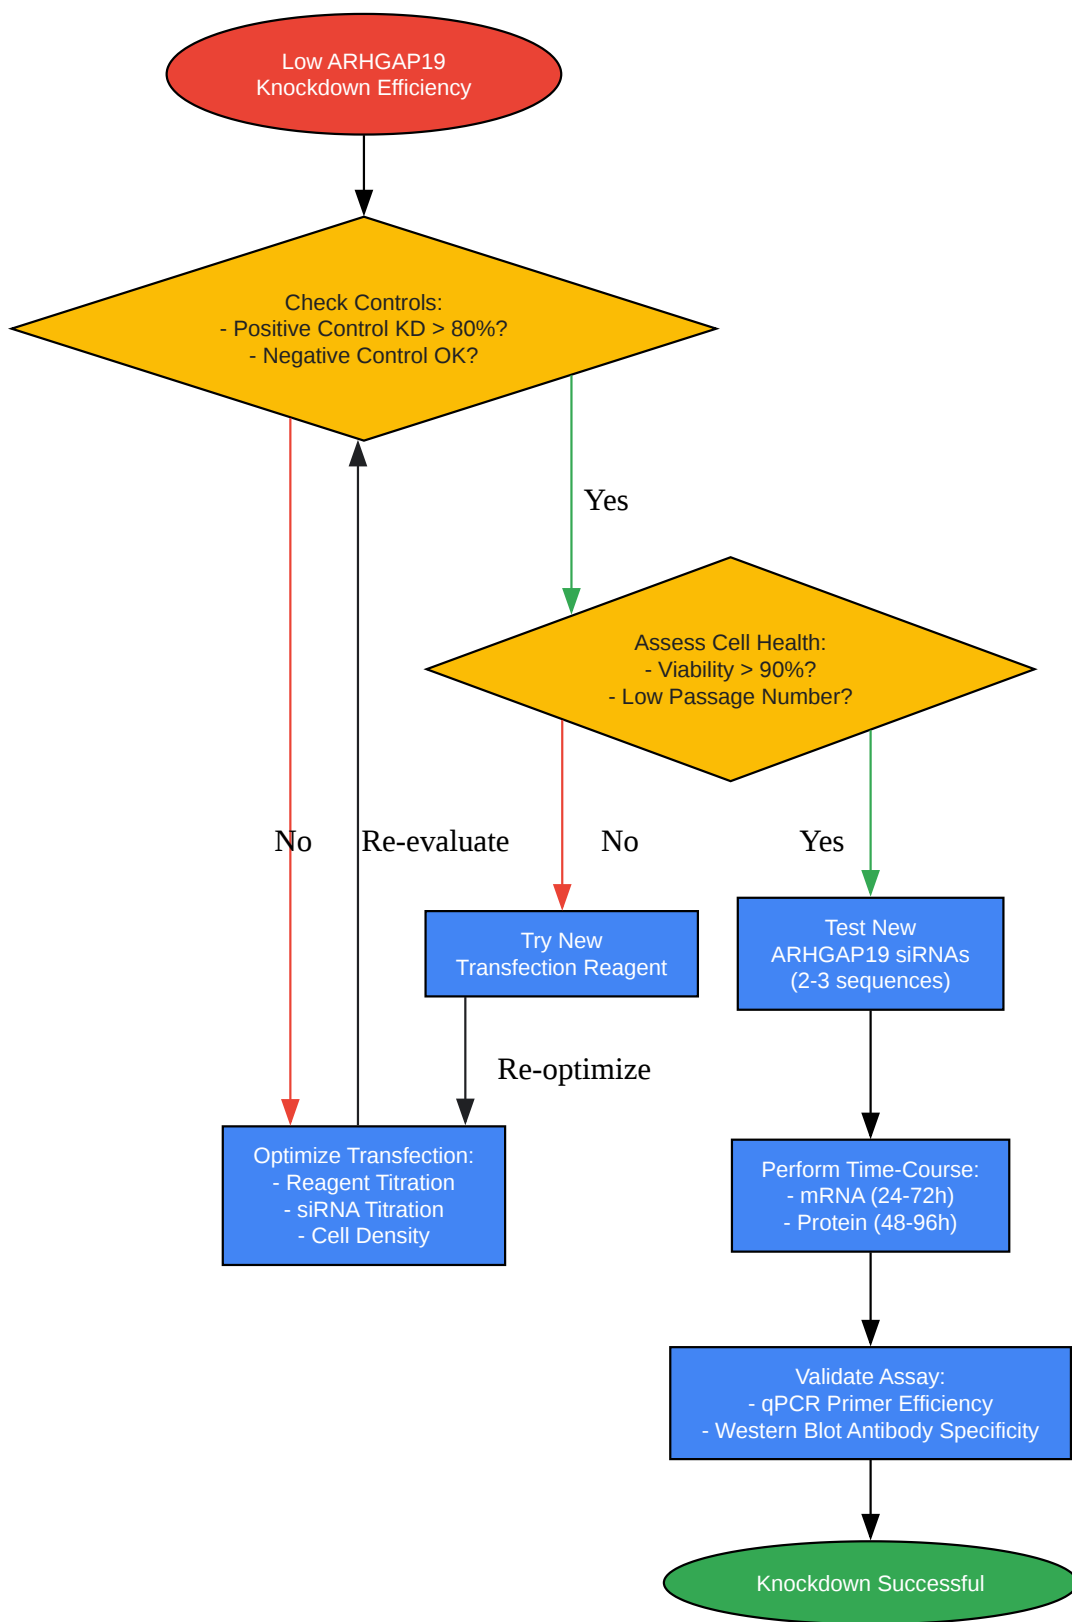 Low ARHGAP19
Knockdown Efficiency
Check Controls:
- Positive Control KD > 80%?
- Negative Control OK?
Yes
Assess Cell Health:
- Viability > 90%?
- Low Passage Number?
No
Re-evaluate
No
Yes
Try New
Transfection Reagent
Test New
ARHGAP19 siRNAs
(2-3 sequences)
Re-optimize
Optimize Transfection:
- Reagent Titration
- siRNA Titration
- Cell Density
Perform Time-Course:
- mRNA (24-72h)
- Protein (48-96h)
Validate Assay:
- qPCR Primer Efficiency
- Western Blot Antibody Specificity
Knockdown Successful